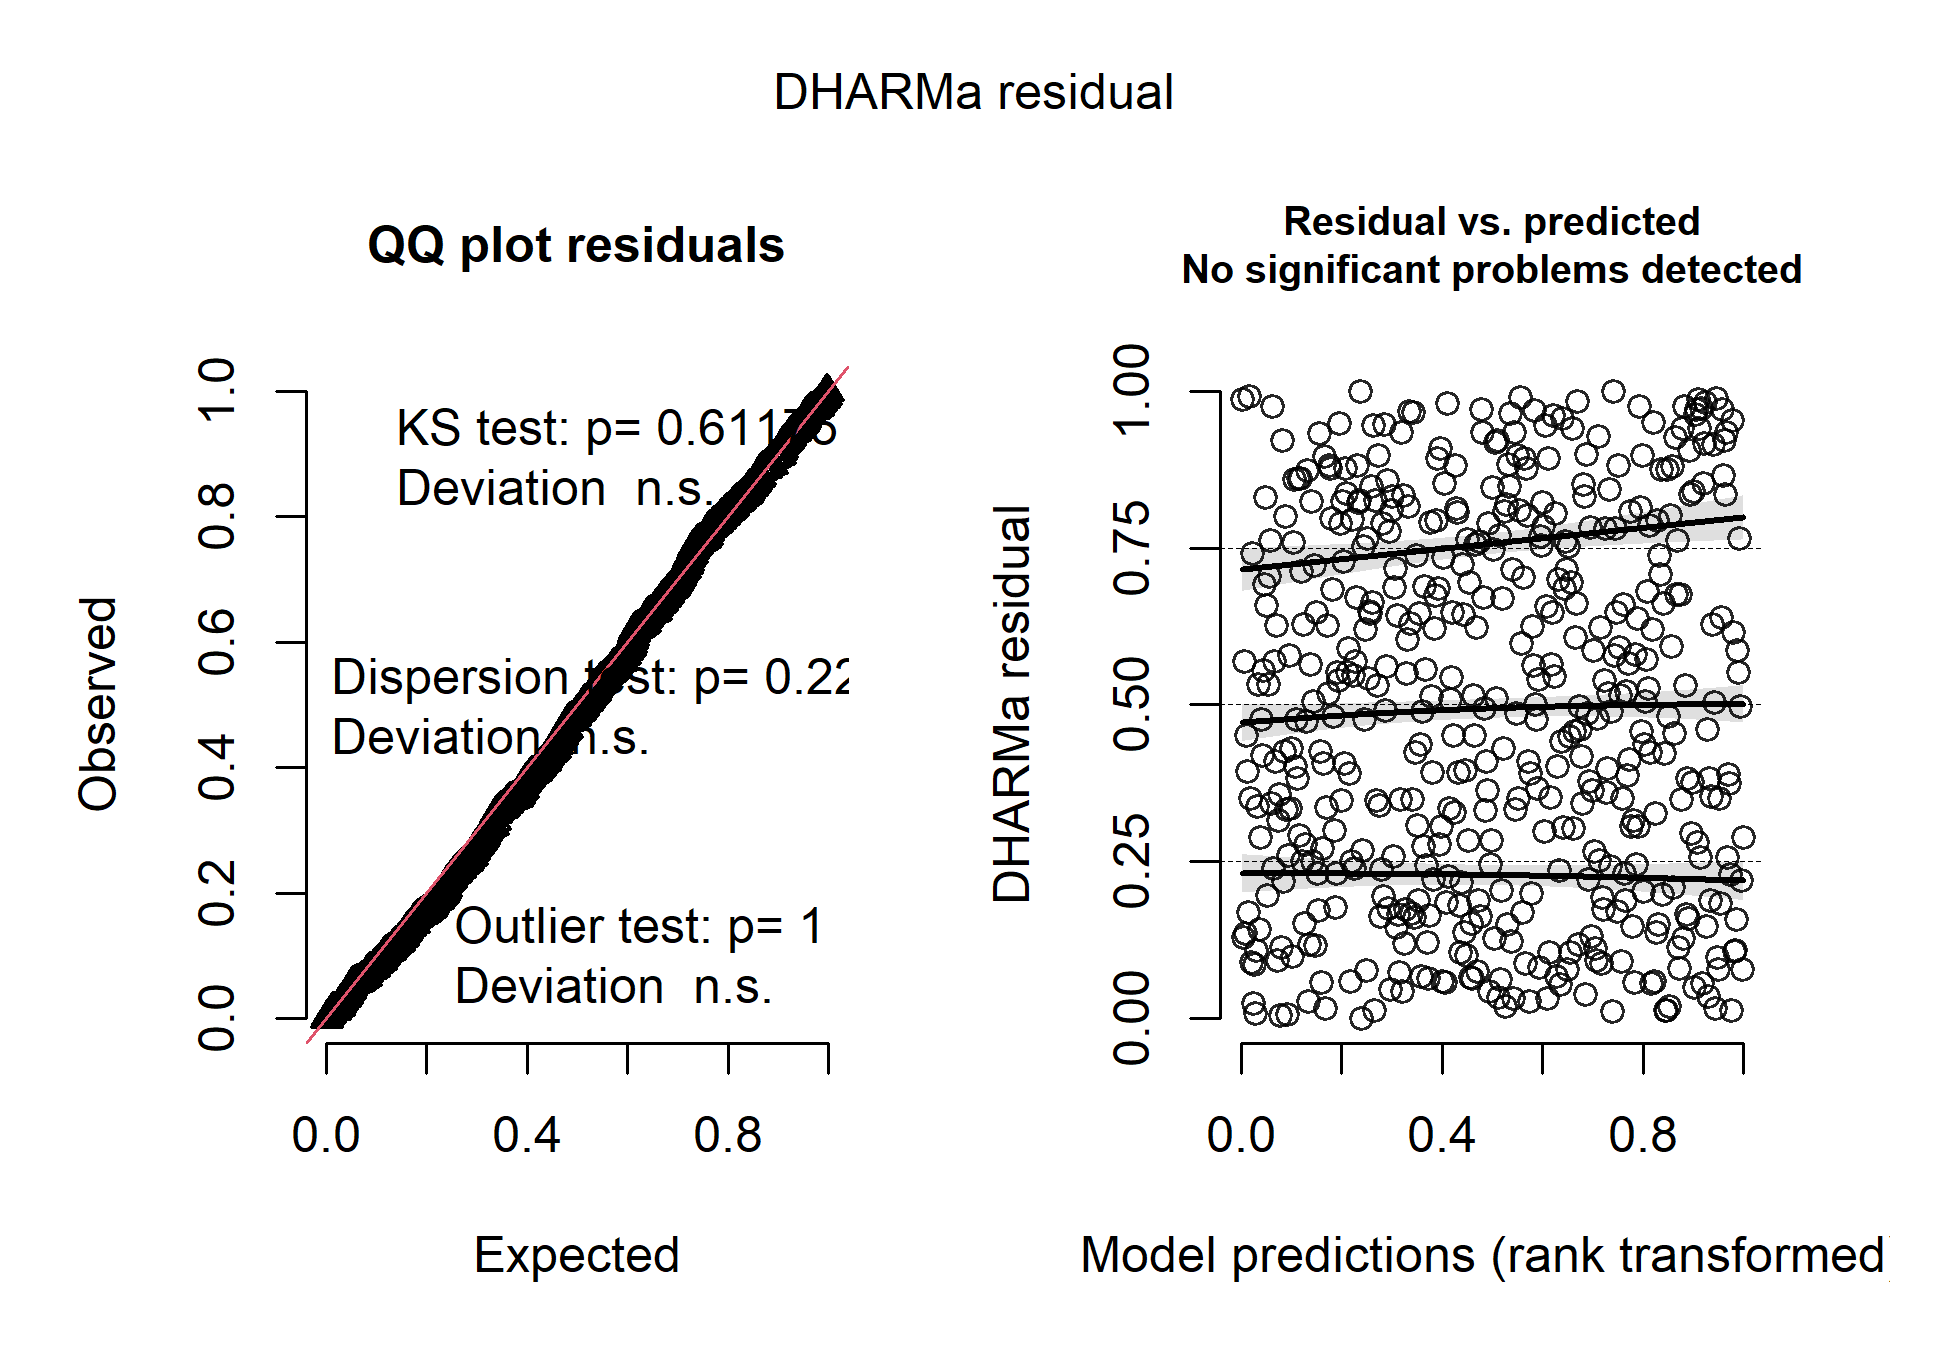 DHARMa residual
QQ plot residuals
KS test: p=
Deviation n.s.
Dispersion test: p= 0.22
Deviation n.s.
Outlier test: p= 1
Deviation n.s.
Observed
0.0 0.2 0.4 0.6 0.8 1.0
0.0 0.4 0.8
Expected
Residual vs. predicted
No significant problems detected
DHARMa residual
0.00 0.25 0.50 0.75 1.00
0.0 0.4 0.8
Model predictions (rank transformed